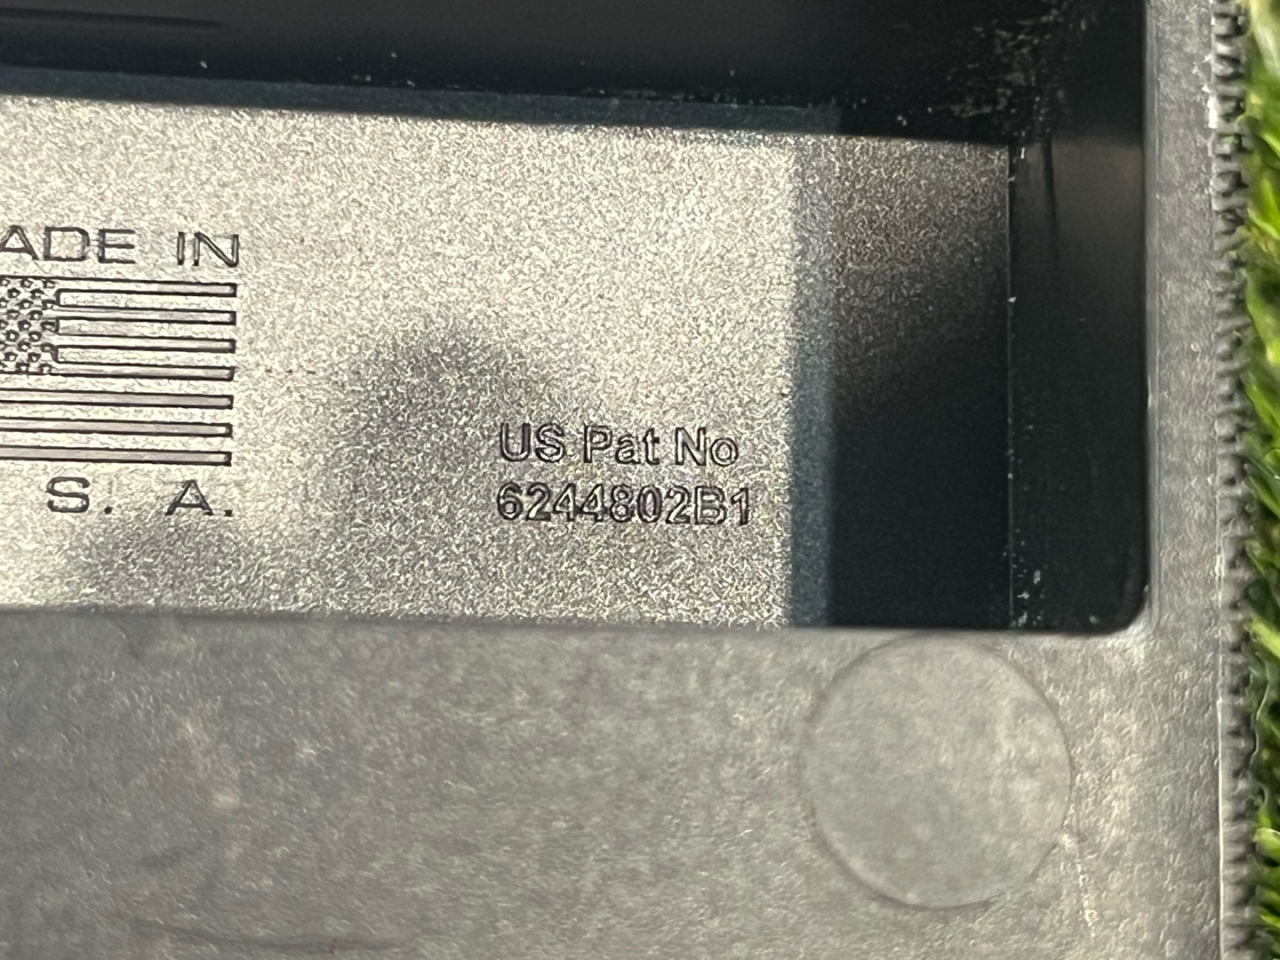 ADE IN
S. A.
US Pat No
6244802B1